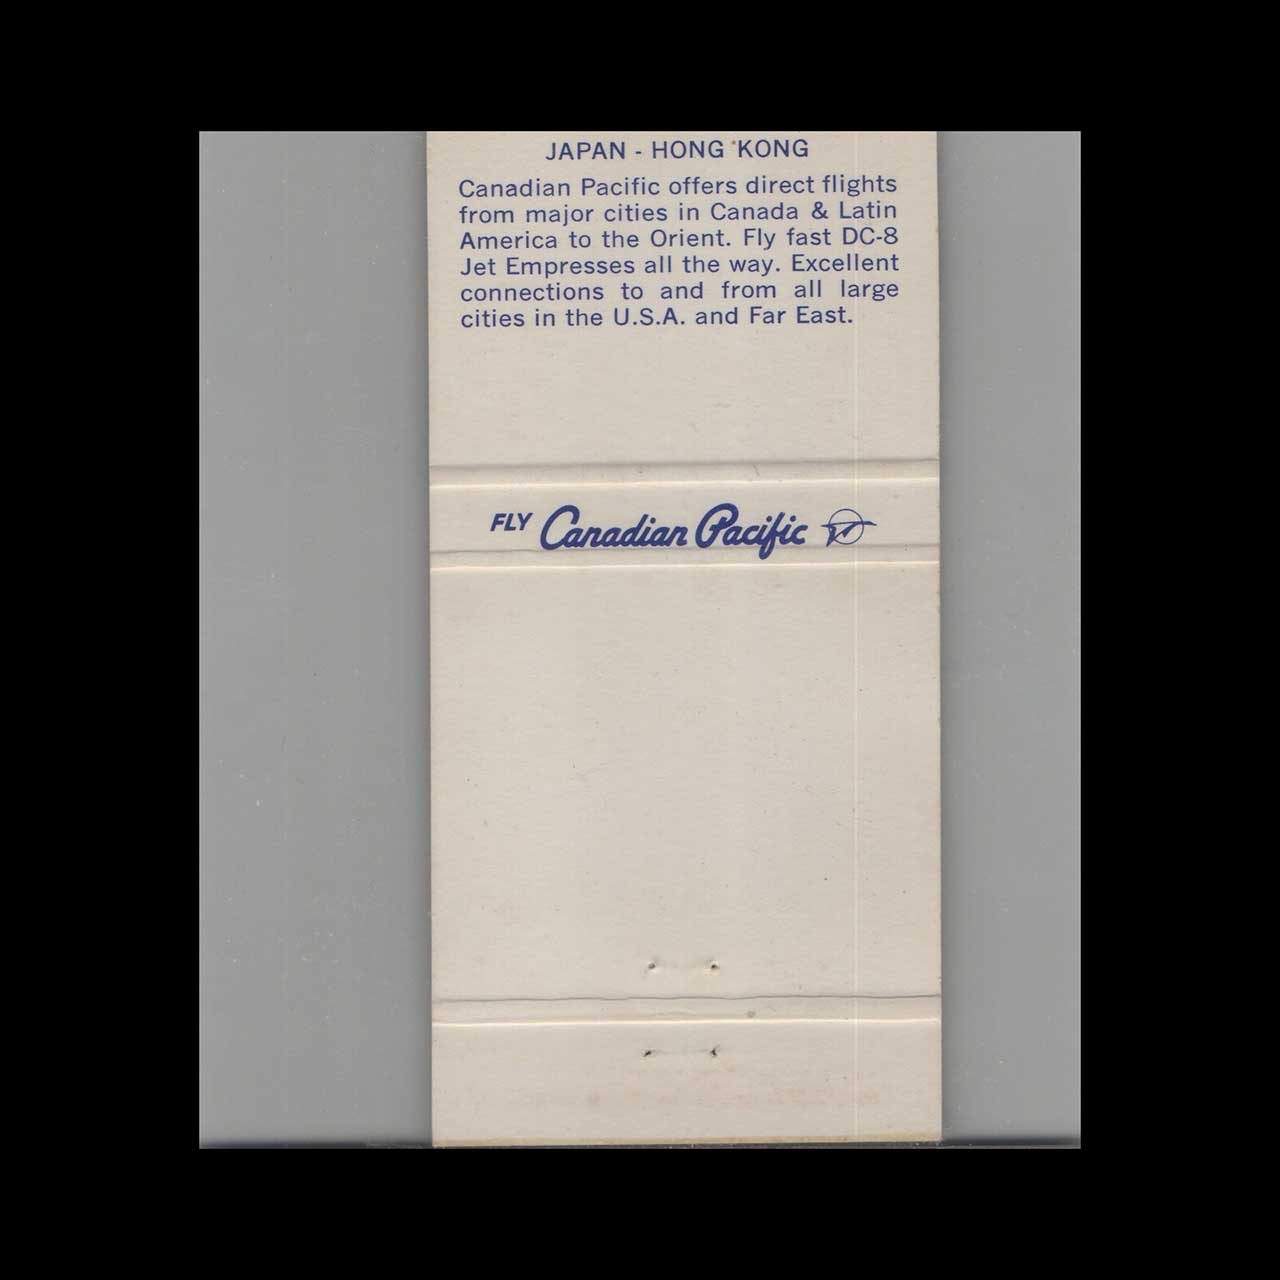 JAPAN - HONG KONG
Canadian Pacific offers direct flights
from major cities in Canada & Latin
America to the Orient. Fly fast DC-8
Jet Empresses all the way. Excellent
connections to and from all large
cities in the U.S.A. and Far East.
FLY Canadian Pacific